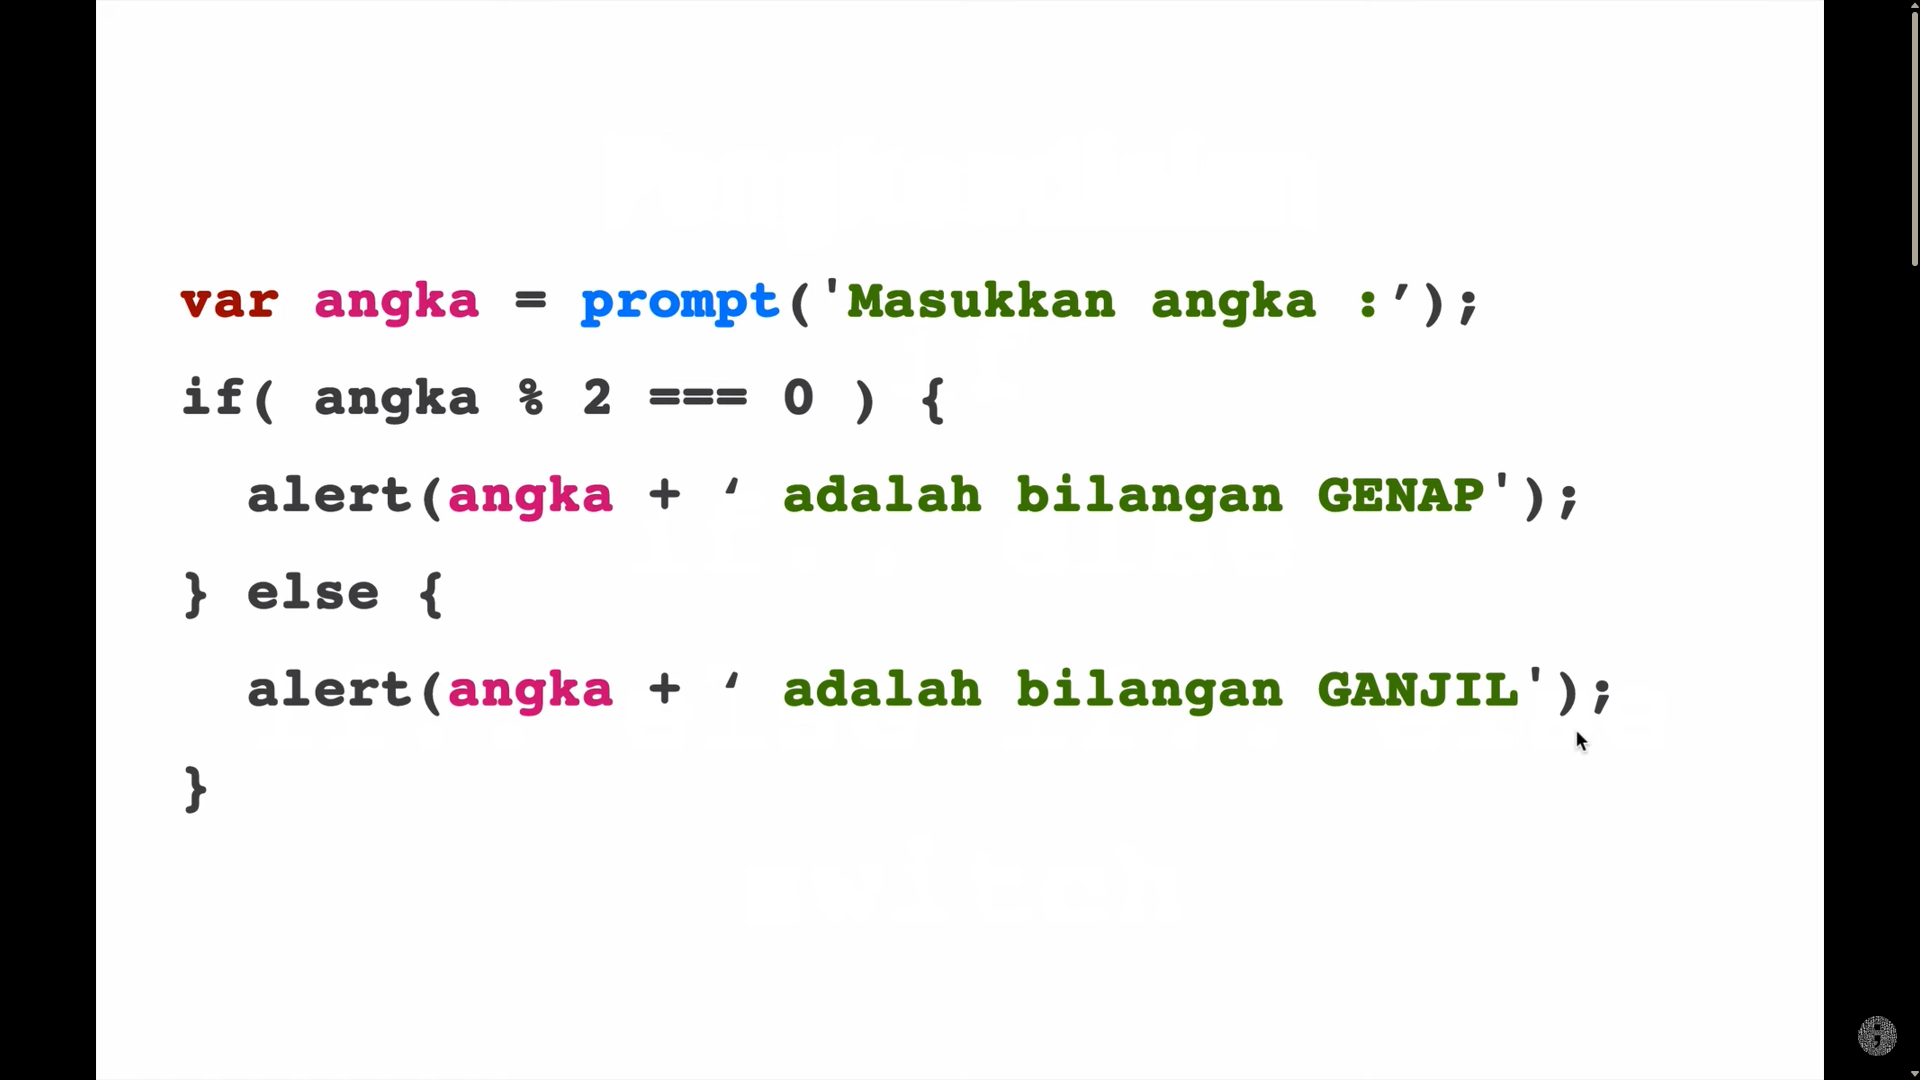 var angka = prompt('Masukkan angka :’);
if( angka % 2 === 0 ) {
  alert(angka + ‘ adalah bilangan GENAP');
} else {
  alert(angka + ‘ adalah bilangan GANJIL');
}